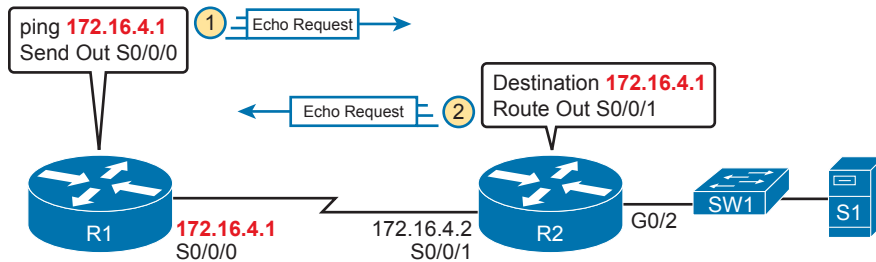 ping 172.16.4.1
Send Out S0/0/0
1
Echo Request
Destination 172.16.4.1
Route Out S0/0/1
Echo Request
2
R1
172.16.4.1
S0/0/0
172.16.4.2
S0/0/1
R2
G0/2
SW1
S1